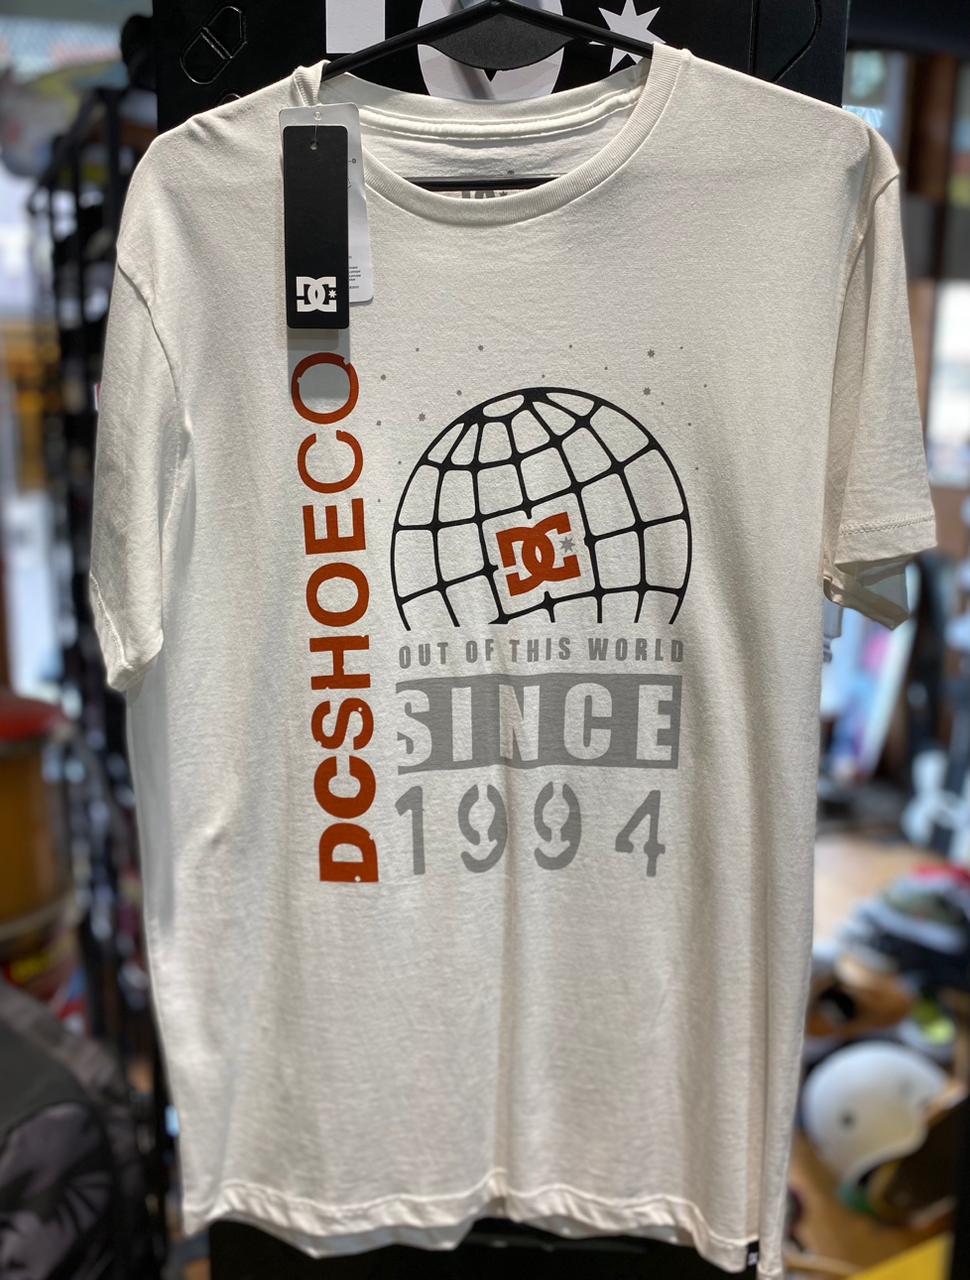 DC
DCSHOECO
DC
OUT OF THIS WORLD
SINCE
1994